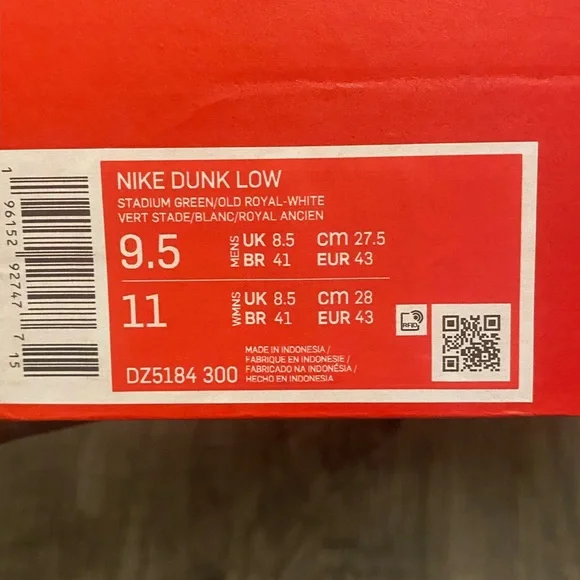 NIKE DUNK LOW
STADIUM GREEN/OLD ROYAL-WHITE
VERT STADE/BLANC/ROYAL ANCIEN
9.5 MENS UK 8.5 CM 27.5
BR 41 EUR 43
11 WMNS UK 8.5 CM 28
BR 41 EUR 43
RFID
DZ5184 300
MADE IN INDONESIA /
FABRIQUE EN INDONESIE /
FABRICADO NA INDONÉSIA /
HECHO EN INDONESIA
1 96152 92747 7 15